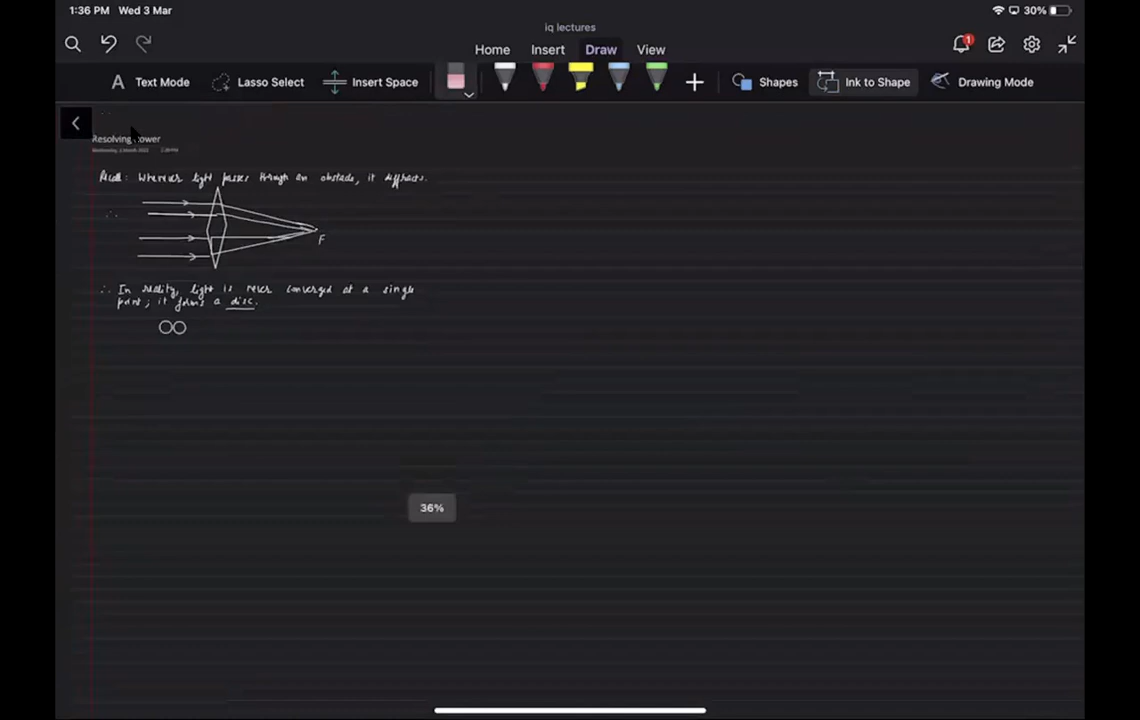 1:36 PM Wed 3 Mar
30%
iq lectures
Home Insert Draw View
1
A Text Mode Lasso Select Insert Space Shapes Ink to Shape Drawing Mode
Resolving ower
Recall: Whenever light passes through an obstacle, it diffracts.
∴
F
∴ In reality, light is never converged at a single
point; it forms a disc.
36%